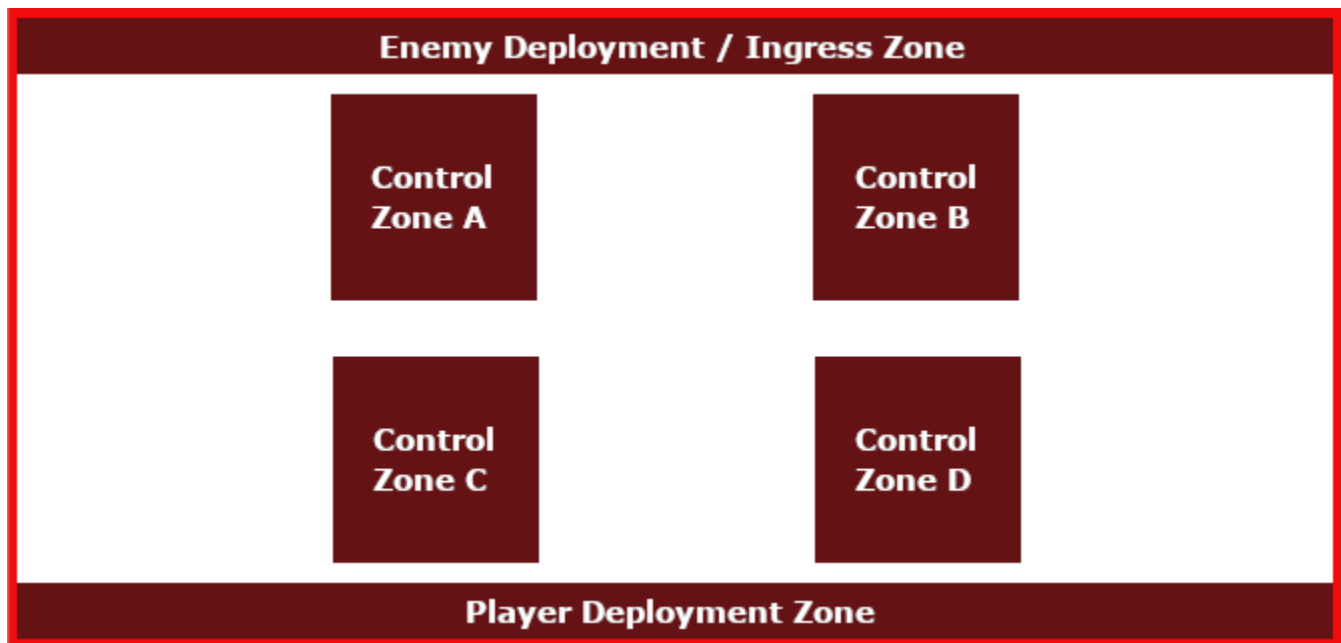 Enemy Deployment / Ingress Zone
Control
Zone A
Control
Zone B
Control
Zone C
Control
Zone D
Player Deployment Zone